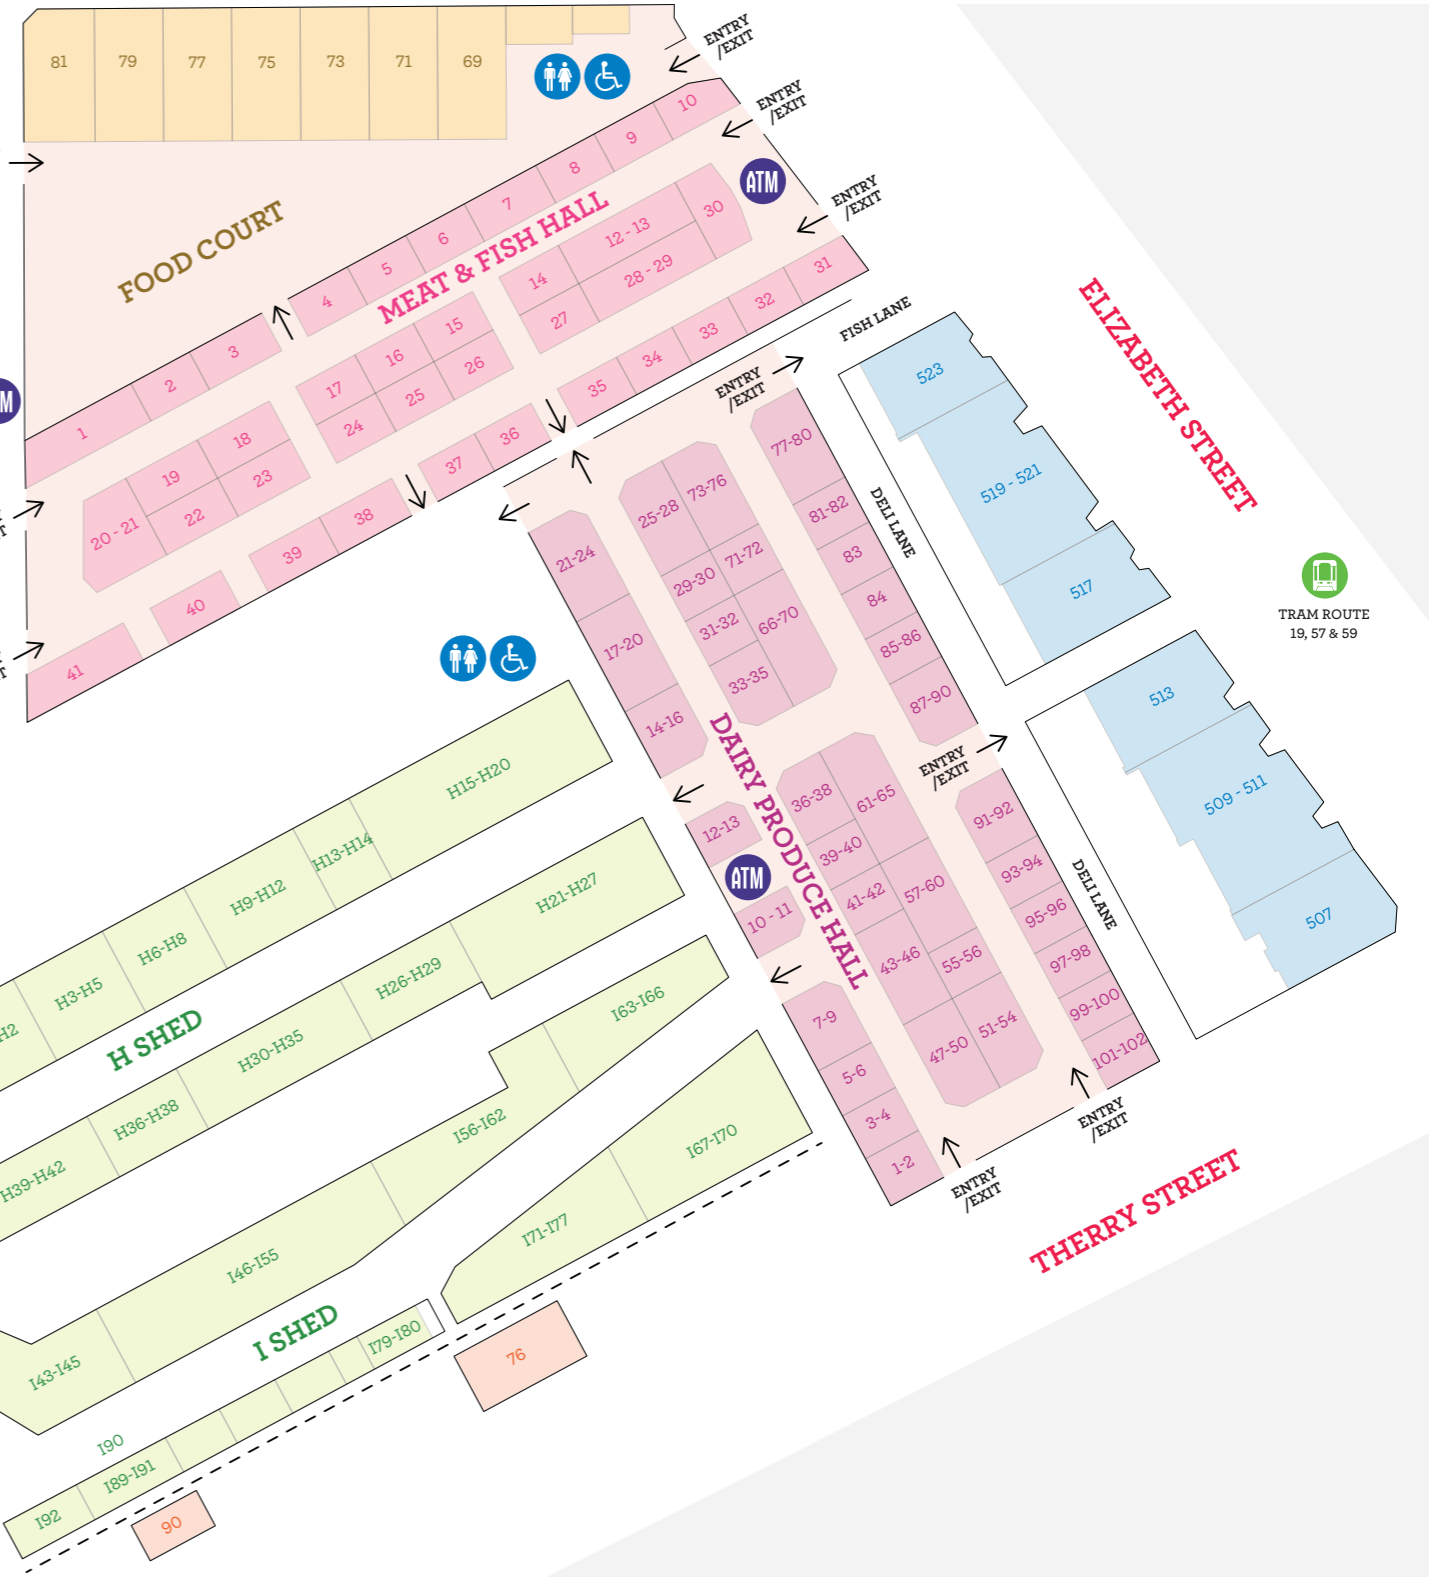 81
79
77
75
73
71
69
ENTRY
/EXIT
ENTRY
/EXIT
ATM
ENTRY
/EXIT
FOOD COURT
MEAT & FISH HALL
1
2
3
4
5
6
7
8
9
10
12 - 13
14
30
28 - 29
27
31
32
33
34
35
15
16
17
26
25
24
36
37
18
19
20 - 21
23
22
38
39
40
41
M
FISH LANE
ENTRY
/EXIT
ELIZABETH STREET
523
519 - 521
517
DELI LANE
TRAM ROUTE
19, 57 & 59
513
509 - 511
507
DELI LANE
77-80
81-82
83
84
85-86
87-90
ENTRY
/EXIT
73-76
25-28
71-72
29-30
31-32
66-70
33-35
21-24
17-20
14-16
DAIRY PRODUCE HALL
12-13
ATM
10 - 11
36-38
61-65
39-40
41-42
57-60
43-46
55-56
47-50
51-54
91-92
93-94
95-96
97-98
99-100
101-102
7-9
5-6
3-4
1-2
ENTRY
/EXIT
ENTRY
/EXIT
THERRY STREET
H15-H20
H13-H14
H9-H12
H6-H8
H3-H5
H2
H SHED
H21-H27
H26-H29
H30-H35
H36-H38
H39-H42
I63-I66
I56-I62
I46-I55
I43-I45
I SHED
I67-I70
I71-I77
I79-I80
I90
I89-I91
I92
76
90